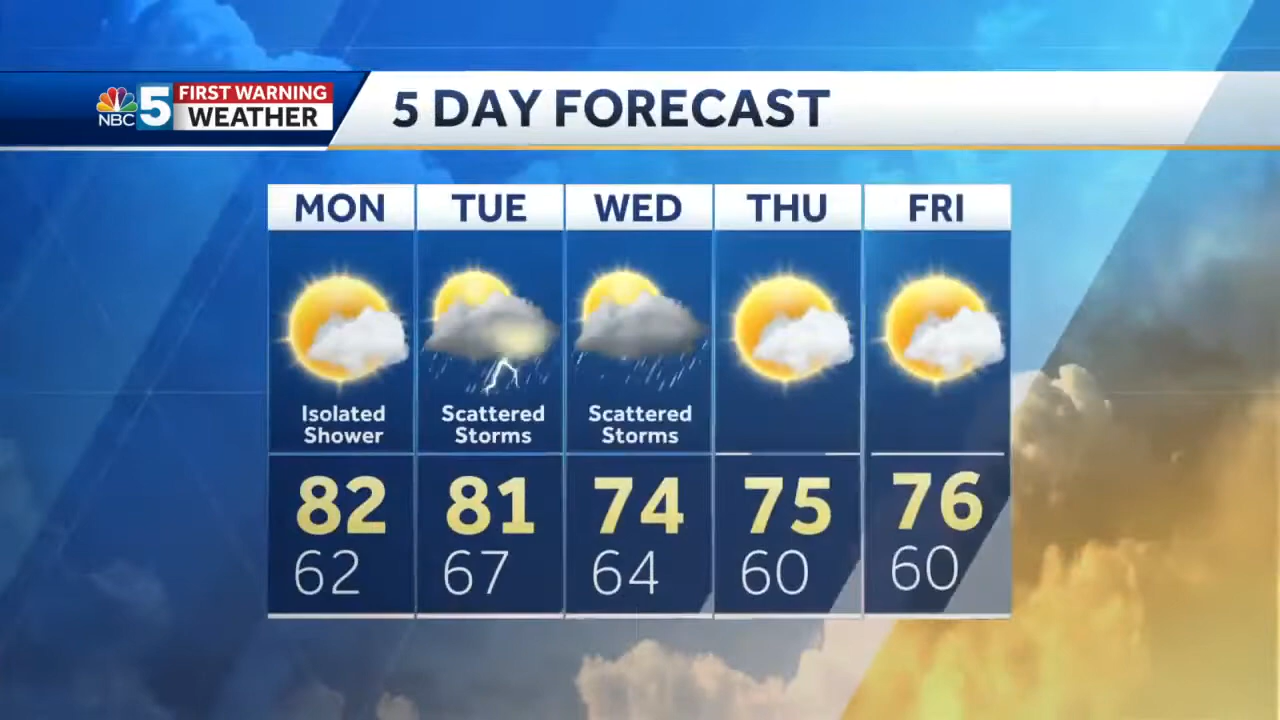 NBC 5 FIRST WARNING
WEATHER
5 DAY FORECAST
MON TUE WED THU FRI
Isolated Shower
Scattered Storms
Scattered Storms
82 81 74 75 76
62 67 64 60 60